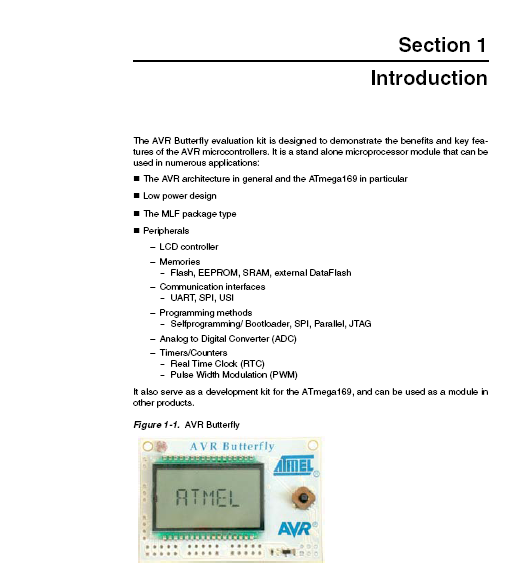 Section 1
Introduction
The AVR Butterfly evaluation kit is designed to demonstrate the benefits and key fea-
tures of the AVR microcontrollers. It is a stand alone microprocessor module that can be
used in numerous applications:
■ The AVR architecture in general and the ATmega169 in particular
■ Low power design
■ The MLF package type
■ Peripherals
– LCD controller
– Memories
– Flash, EEPROM, SRAM, external DataFlash
– Communication interfaces
– UART, SPI, USI
– Programming methods
– Selfprogramming/ Bootloader, SPI, Parallel, JTAG
– Analog to Digital Converter (ADC)
– Timers/Counters
– Real Time Clock (RTC)
– Pulse Width Modulation (PWM)
It also serve as a development kit for the ATmega169, and can be used as a module in
other products.
Figure 1-1. AVR Butterfly
AVR Butterfly
ATMEL
ATMEL
AVR